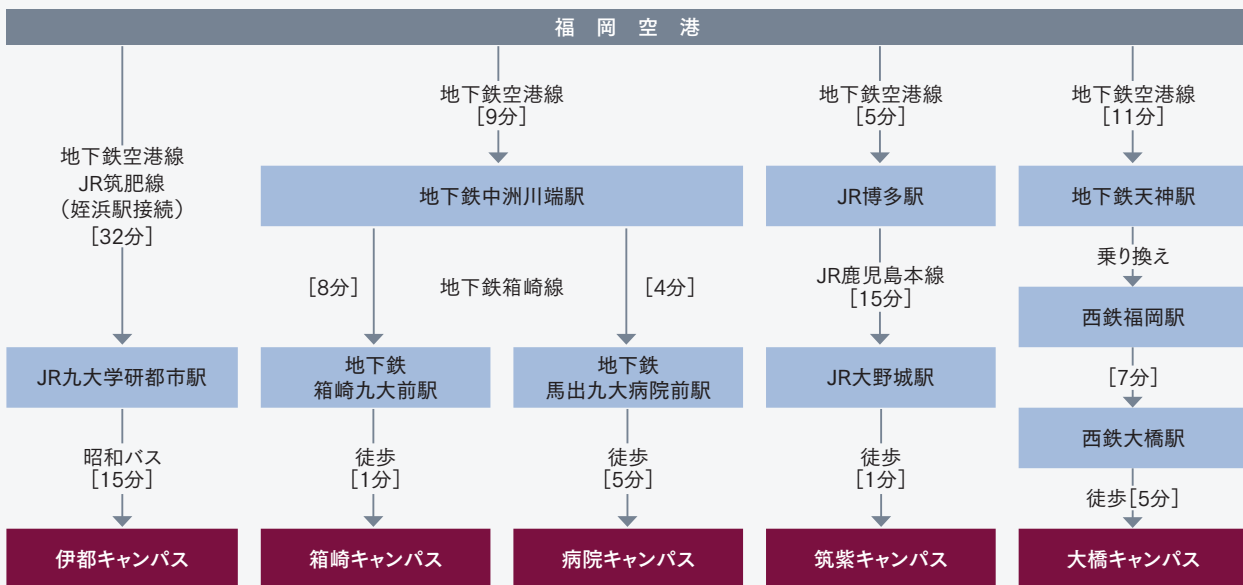 福岡空港
地下鉄空港線
JR筑肥線
（姪浜駅接続）
[32分]
JR九大学研都市駅
昭和バス
[15分]
伊都キャンパス
地下鉄空港線
[9分]
地下鉄中洲川端駅
[8分]
地下鉄箱崎線
[4分]
地下鉄
箱崎九大前駅
徒歩
[1分]
箱崎キャンパス
地下鉄
馬出九大病院前駅
徒歩
[5分]
病院キャンパス
地下鉄空港線
[5分]
JR博多駅
JR鹿児島本線
[15分]
JR大野城駅
徒歩
[1分]
筑紫キャンパス
地下鉄空港線
[11分]
地下鉄天神駅
乗り換え
西鉄福岡駅
[7分]
西鉄大橋駅
徒歩[5分]
大橋キャンパス